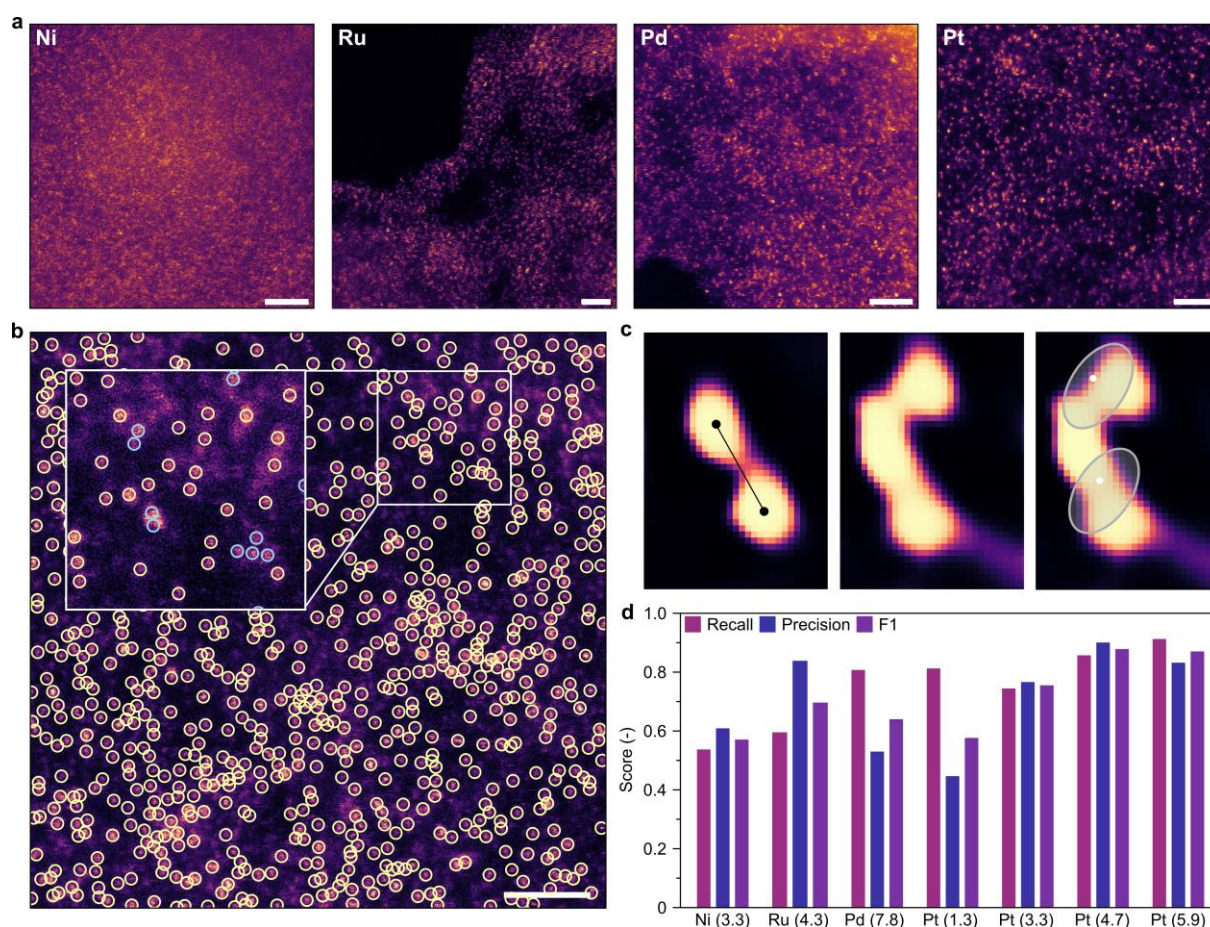 a
Ni
Ru
Pd
Pt
b
c
d
1.0
Recall
Precision
F1
0.8
0.6
0.4
0.2
0
Score (-)
Ni (3.3)
Ru (4.3)
Pd (7.8)
Pt (1.3)
Pt (3.3)
Pt (4.7)
Pt (5.9)